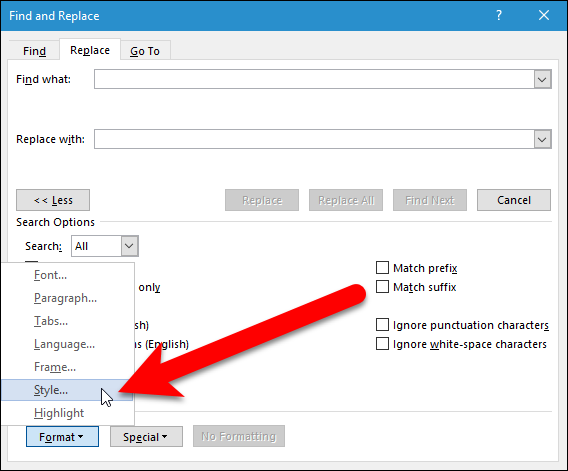 Find and Replace ? ×
Find Replace Go To
Find what:
Replace with:
<< Less Replace Replace All Find Next Cancel
Search Options
Search: All
Match prefix
Match suffix
Ignore punctuation characters
Ignore white-space characters
only
sh)
ns (English)
Font...
Paragraph...
Tabs...
Language...
Frame...
Style...
Highlight
Format Special No Formatting